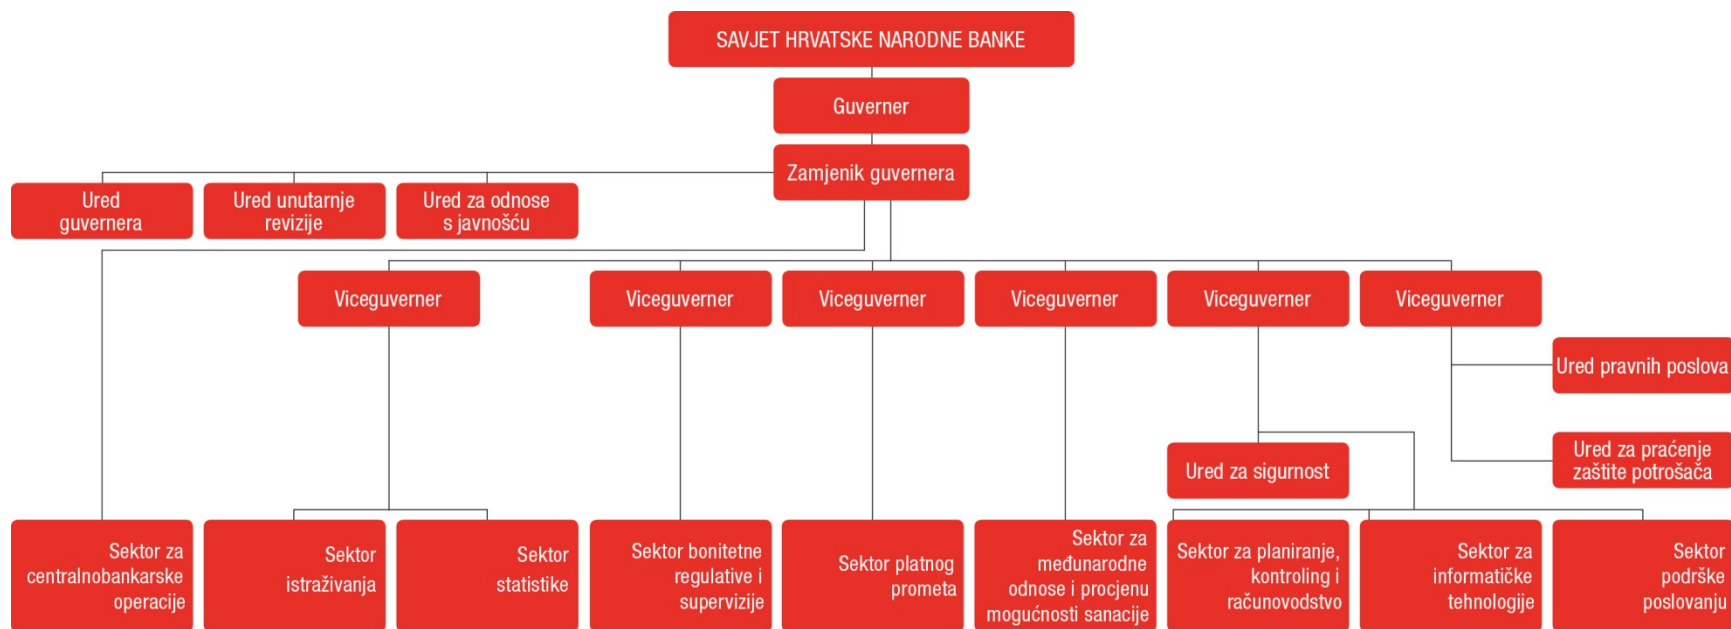 SAVJET HRVATSKE NARODNE BANKE
Guverner
Zamjenik guvernera
Ured
guvernera
Ured unutarnje
revizije
Ured za odnose
s javnošću
Viceguverner
Viceguverner
Viceguverner
Viceguverner
Viceguverner
Viceguverner
Ured pravnih poslova
Ured za praćenje
zaštite potrošača
Ured za sigurnost
Sektor za
centralnobankarske
operacije
Sektor
istraživanja
Sektor
statistike
Sektor bonitetne
regulative i
supervizije
Sektor platnog
prometa
Sektor za
međunarodne
odnose i procjenu
mogućnosti sanacije
Sektor za planiranje,
kontroling i
računovodstvo
Sektor za
informatičke
tehnologije
Sektor
podrške
poslovanju